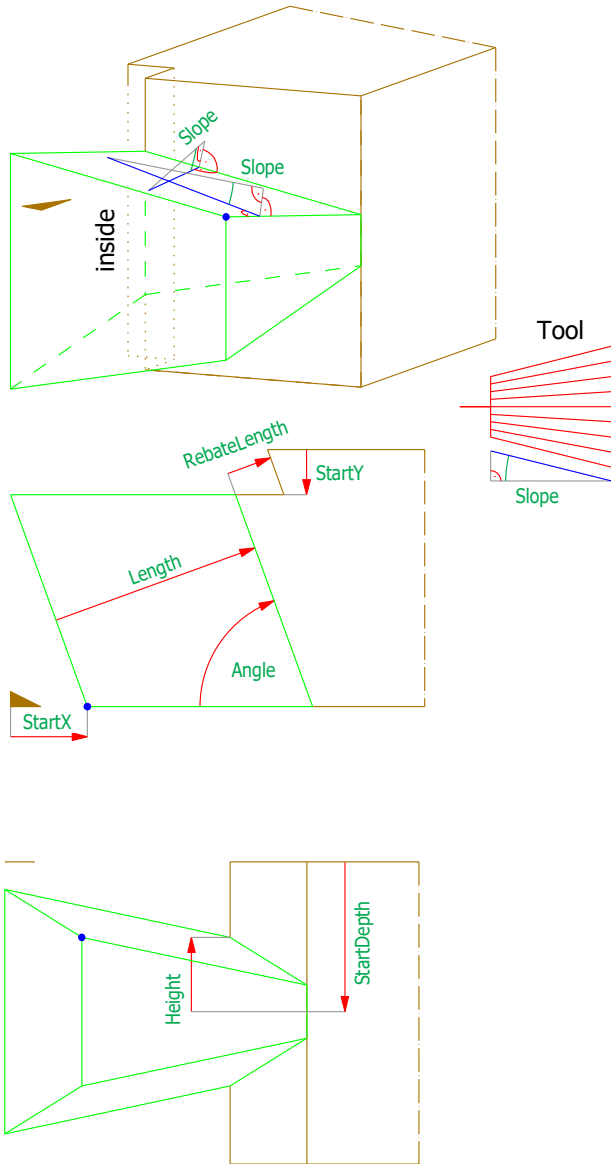 Slope
Slope
inside
Tool
Slope
RebateLength
StartY
Length
Angle
StartX
StartDepth
Height